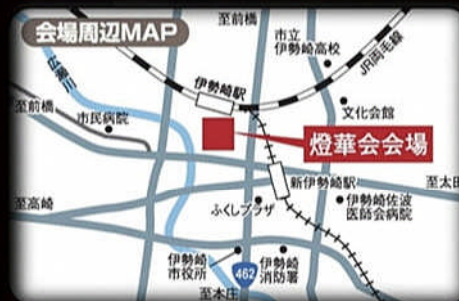 会場周辺MAP
至前橋
市立
伊勢崎高校
JR両毛線
広瀬川
伊勢崎駅
至前橋
市民病院
文化会館
燈華会会場
新伊勢崎駅
至太田
至高崎
ふくしプラザ
伊勢崎佐波
医師会病院
伊勢崎
市役所
462
伊勢崎
消防署
至本庄